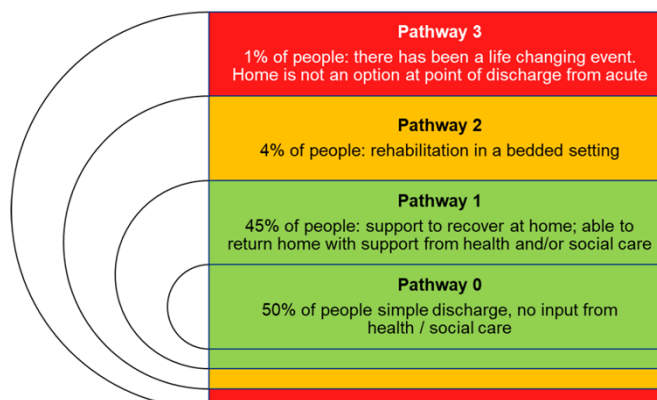 Pathway 3
1% of people: there has been a life changing event.
Home is not an option at point of discharge from acute
Pathway 2
4% of people: rehabilitation in a bedded setting
Pathway 1
45% of people: support to recover at home; able to
return home with support from health and/or social care
Pathway 0
50% of people simple discharge, no input from
health / social care